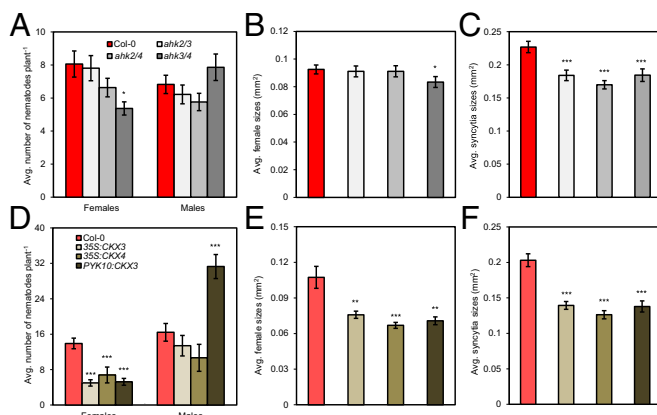 A
Avg. number of nematodes plant-1
10
8
6
4
2
0
Col-0 ahk2/3
ahk2/4 ahk3/4
*
Females Males
B
Avg. female sizes (mm2)
0.12
0.1
0.08
0.06
0.04
0.02
0
*
C
Avg. syncytia sizes (mm2)
0.25
0.2
0.15
0.1
0.05
0
*** *** ***
D
Avg. number of nematodes plant-1
40
32
24
16
8
0
Col-0
35S:CKX3
35S:CKX4
PYK10:CKX3
*** *** *** ***
Females Males
E
Avg. female sizes (mm2)
0.15
0.12
0.09
0.06
0.03
0
** *** **
F
Avg. syncytia sizes (mm2)
0.25
0.2
0.15
0.1
0.05
0
*** *** ***